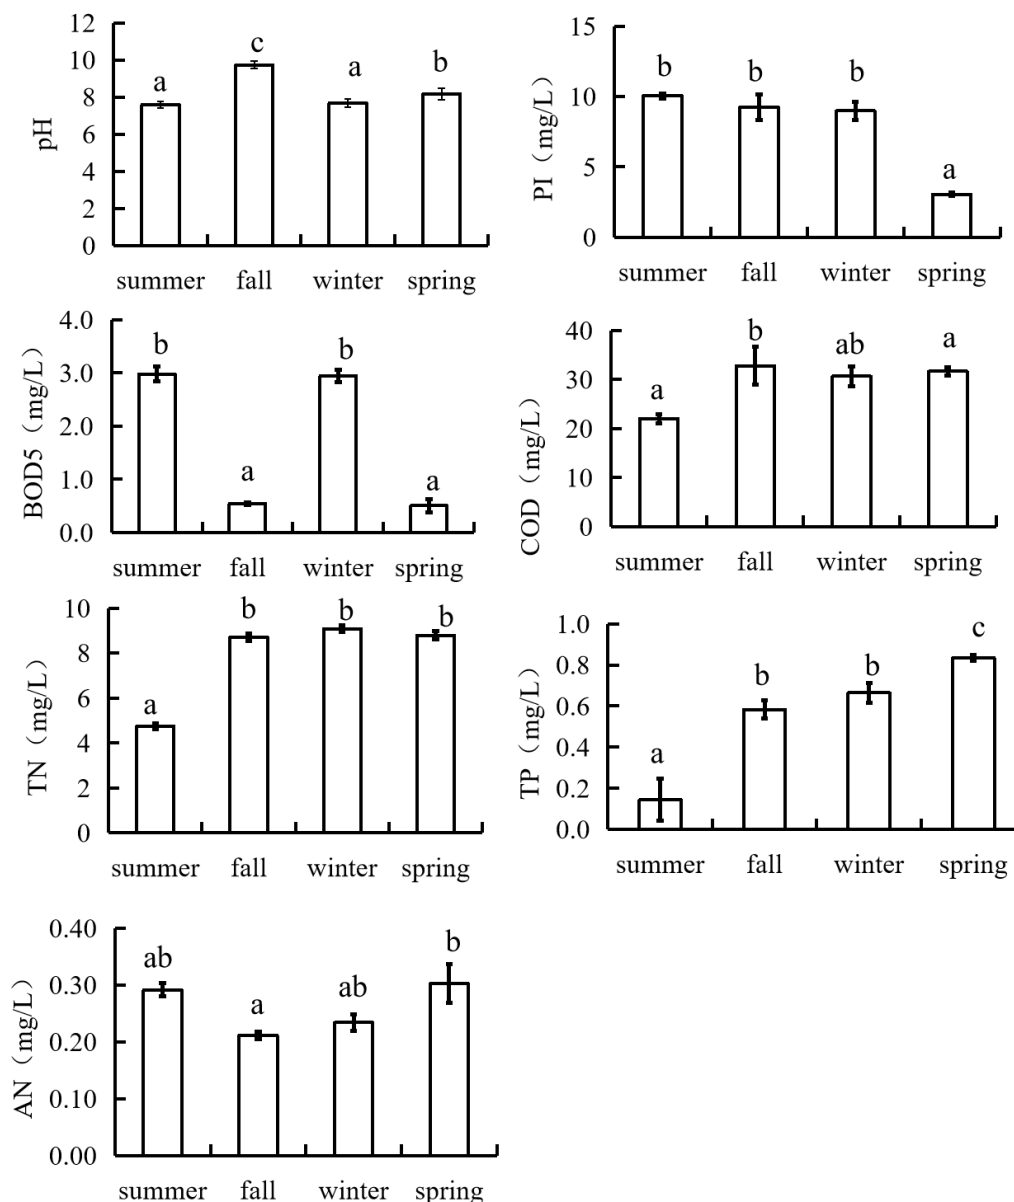 12
10
8
6
4
2
0
pH
a
c
a
b
summer fall winter spring
15
10
5
0
PI（mg/L）
b
b
b
a
summer fall winter spring
4.0
3.0
2.0
1.0
0.0
BOD5（mg/L）
b
a
b
a
summer fall winter spring
40
30
20
10
0
COD（mg/L）
a
b
ab
a
summer fall winter spring
10
8
6
4
2
0
TN（mg/L）
a
b
b
b
summer fall winter spring
1.0
0.8
0.6
0.4
0.2
0.0
TP（mg/L）
a
b
b
c
summer fall winter spring
0.40
0.30
0.20
0.10
0.00
AN（mg/L）
ab
a
ab
b
summer fall winter spring